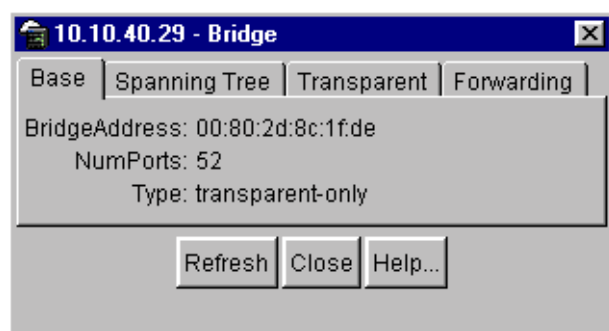 10.10.40.29 - Bridge
Base Spanning Tree Transparent Forwarding
BridgeAddress: 00:80:2d:8c:1f:de
NumPorts: 52
Type: transparent-only
Refresh Close Help...